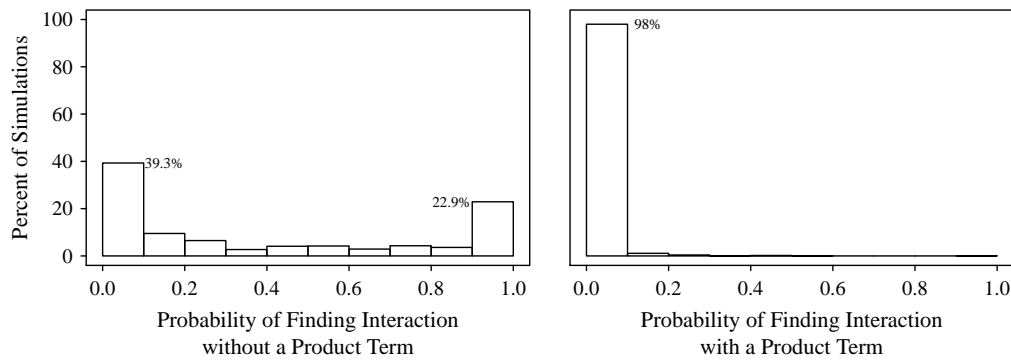 100
80
60
40
20
0
Percent of Simulations
39.3%
22.9%
0.0 0.2 0.4 0.6 0.8 1.0
Probability of Finding Interaction
without a Product Term
98%
0.0 0.2 0.4 0.6 0.8 1.0
Probability of Finding Interaction
with a Product Term